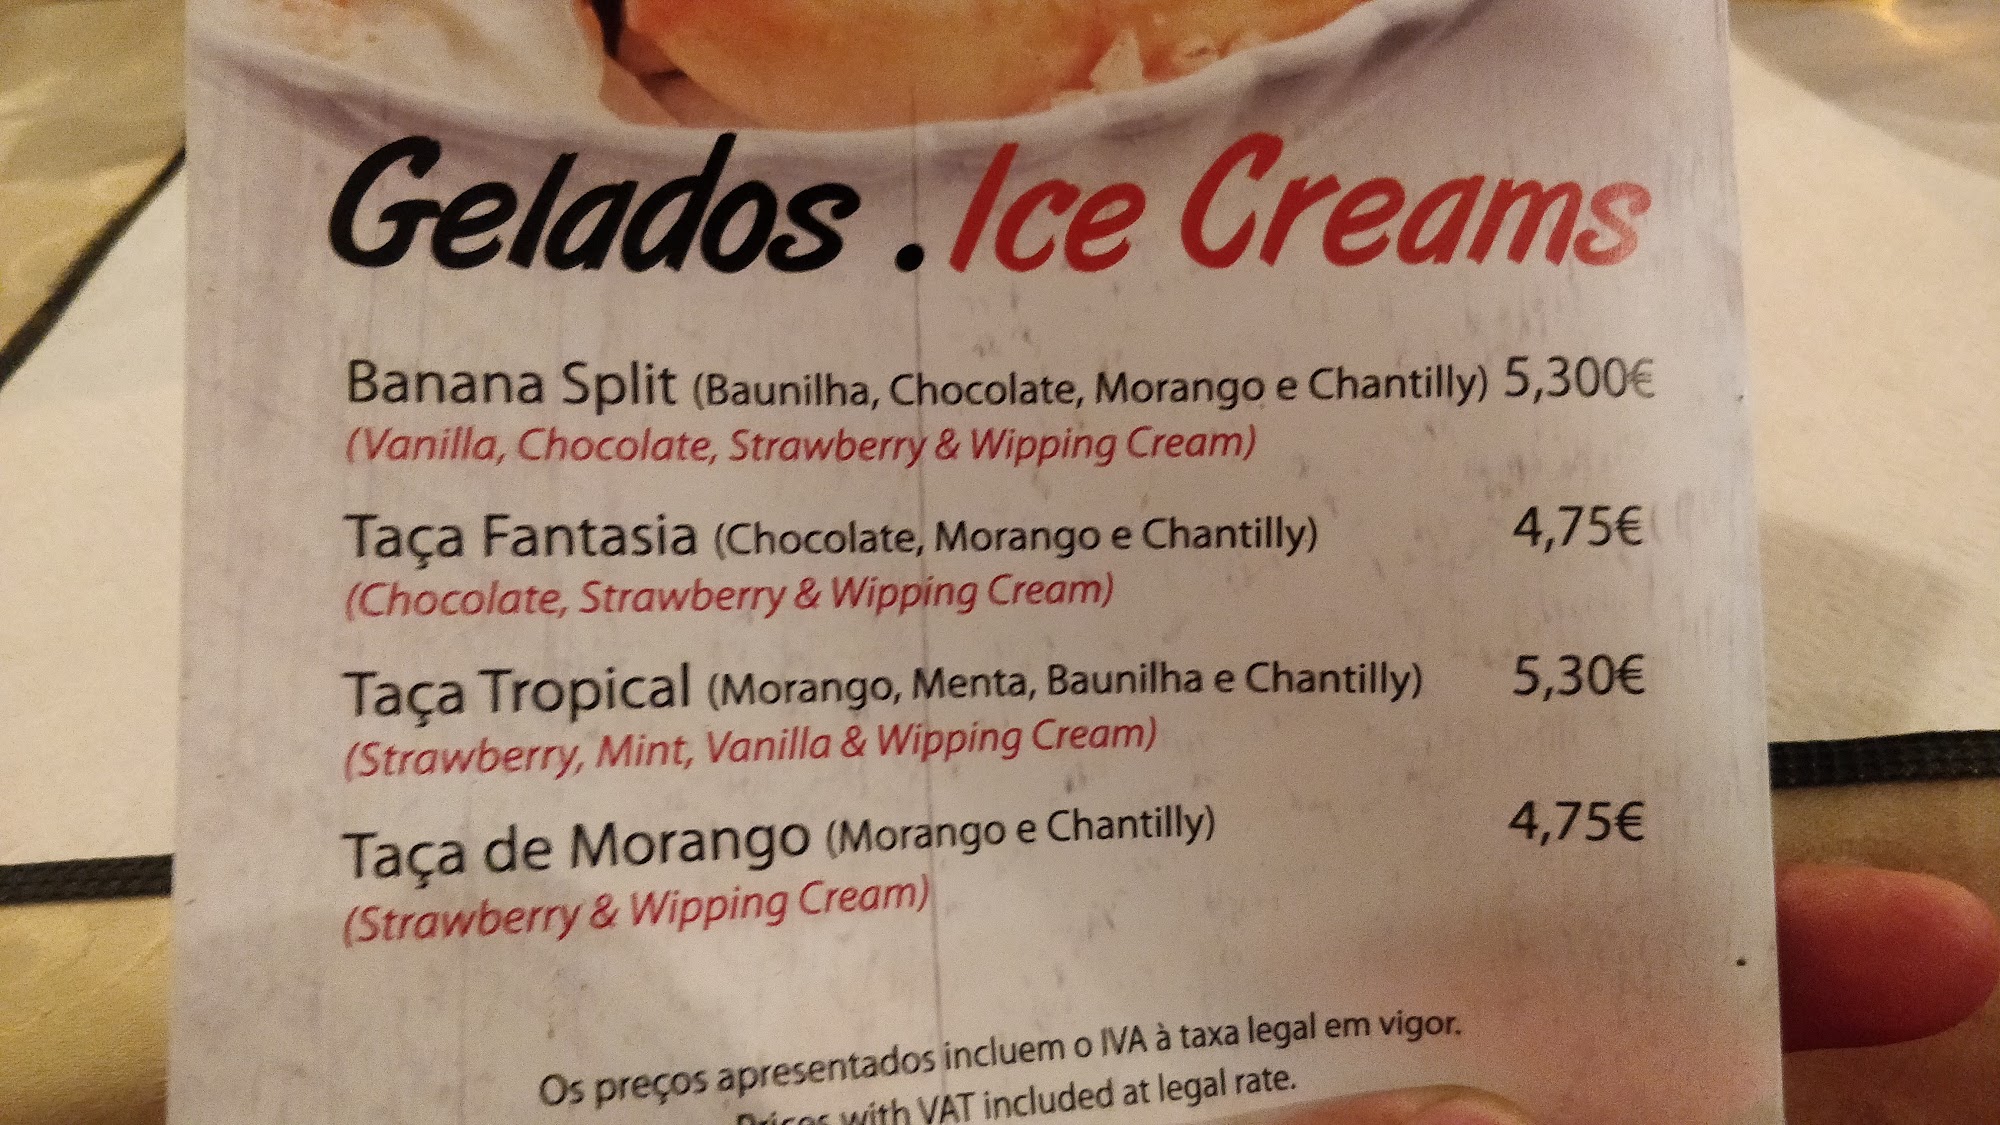 Gelados . Ice Creams
Banana Split (Baunilha, Chocolate, Morango e Chantilly) 5,300€
(Vanilla, Chocolate, Strawberry & Wipping Cream)
Taça Fantasia (Chocolate, Morango e Chantilly) 4,75€
(Chocolate, Strawberry & Wipping Cream)
Taça Tropical (Morango, Menta, Baunilha e Chantilly) 5,30€
(Strawberry, Mint, Vanilla & Wipping Cream)
Taça de Morango (Morango e Chantilly) 4,75€
(Strawberry & Wipping Cream)
Os preços apresentados incluem o IVA à taxa legal em vigor.
Prices with VAT included at legal rate.